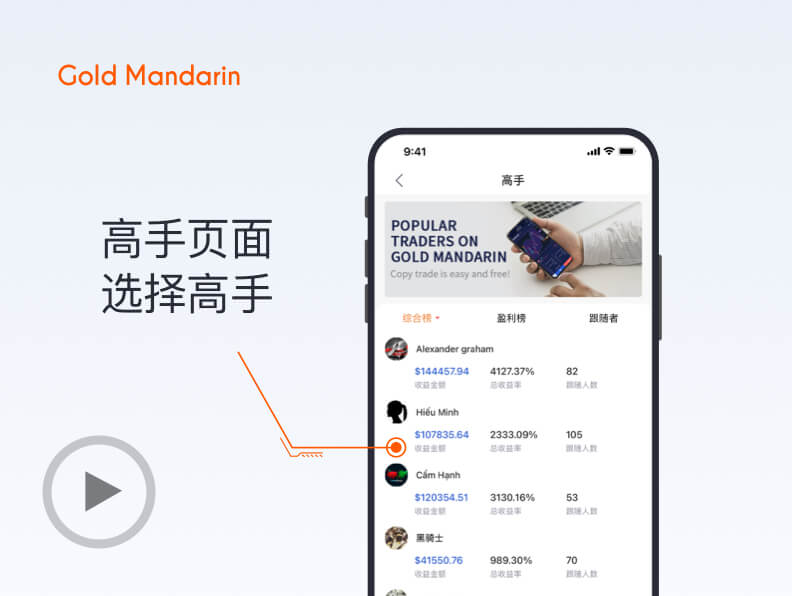 Gold Mandarin
高手页面
选择高手
9:41
高手
POPULAR
TRADERS ON
GOLD MANDARIN
Copy trade is easy and free!
综合榜 盈利榜 跟随者
Alexander graham
$144457.94 4127.37% 82
收益金额 总收益率 跟随人数
Hiếu Minh
$107835.64 2333.09% 105
收益金额 总收益率 跟随人数
Cẩm Hạnh
$120354.51 3130.16% 53
收益金额 总收益率 跟随人数
黑骑士
$41550.76 989.30% 70
收益金额 总收益率 跟随人数